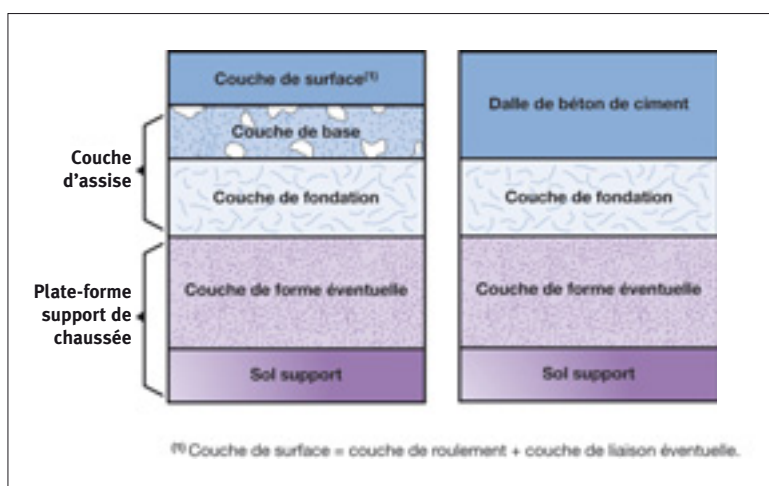 Couche de surface(1)
Couche de base
Couche de fondation
Couche de forme éventuelle
Sol support
Couche
d'assise
Plate-forme
support de
chaussée
Dalle de béton de ciment
Couche de fondation
Couche de forme éventuelle
Sol support
(1) Couche de surface = couche de roulement + couche de liaison éventuelle.